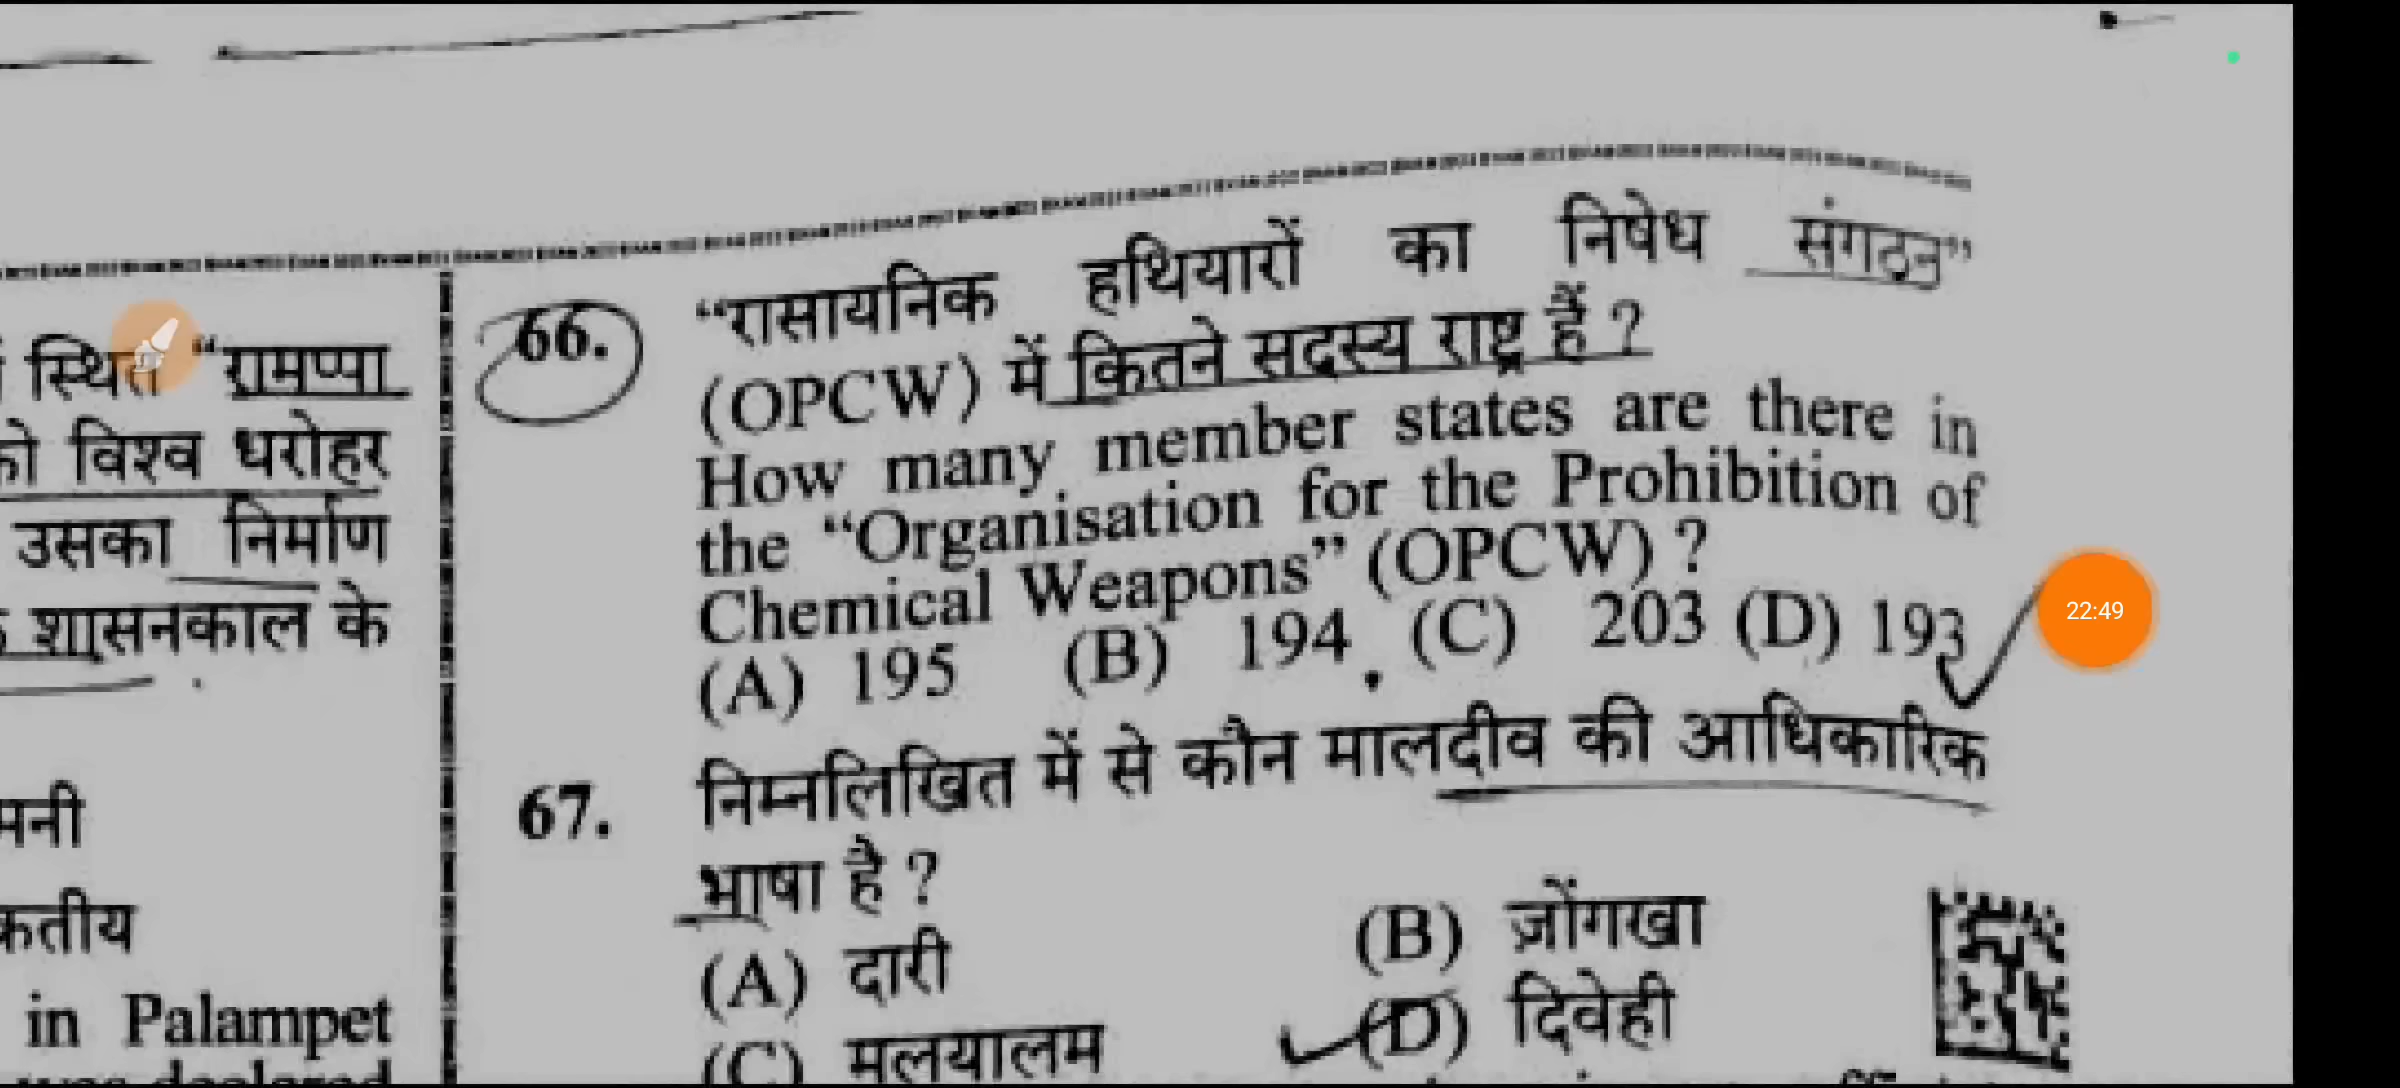 स्थित “रामप्पा
को विश्व धरोहर
उसका निर्माण
शासनकाल के
in Palampet
was declared
66. “रासायनिक हथियारों का निषेध संगठन”
(OPCW) में कितने सदस्य राष्ट्र हैं ?
How many member states are there in
the “Organisation for the Prohibition of
Chemical Weapons” (OPCW) ?
(A) 195 (B) 194 (C) 203 (D) 193
22:49
67. निम्नलिखित में से कौन मालदीव की आधिकारिक
भाषा है ?
(A) दारी (B) ज़ोंगखा
(C) मलयालम (D) दिवेही